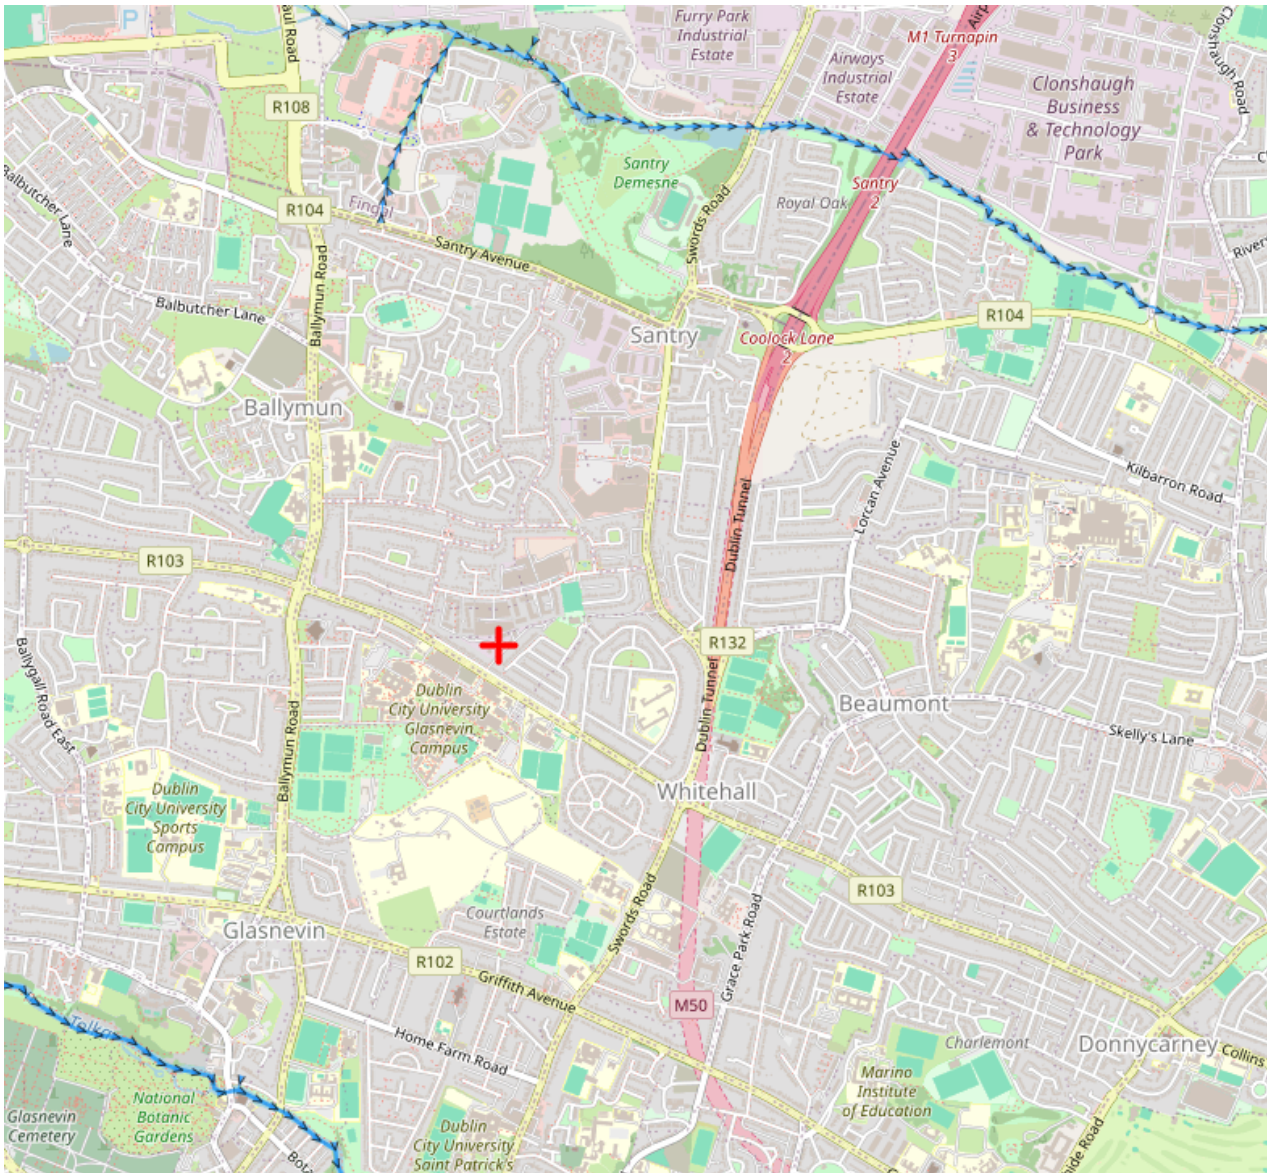 Furry Park
Industrial
Estate
M1 Turnapin
3
Airways
Industrial
Estate
Clonshaugh
Business
& Technology
Park
Clonshaugh Road
P
R108
Balbutcher Lane
R104
Fingal
Santry Avenue
Ballymun Road
Balbutcher Lane
Santry
Demesne
Swords Road
Royal Oak
Santry
2
Santry
Coolock Lane
2
R104
Ballymun
Lorcan Avenue
Kilbarron Road
Dublin Tunnel
R103
R132
Dublin Tunnel
Ballygall Road East
Dublin
City University
Glasnevin
Campus
Ballymun Road
Beaumont
Skelly's Lane
Dublin
City University
Sports
Campus
Whitehall
R103
Courtlands
Estate
Swords Road
Grace Park Road
Glasnevin
R102
Griffith Avenue
M50
Home Farm Road
Charlemont
Donnycarney
Collins
Marino
Institute
of Education
National
Botanic
Gardens
Glasnevin
Cemetery
Dublin
City University
Saint Patrick's